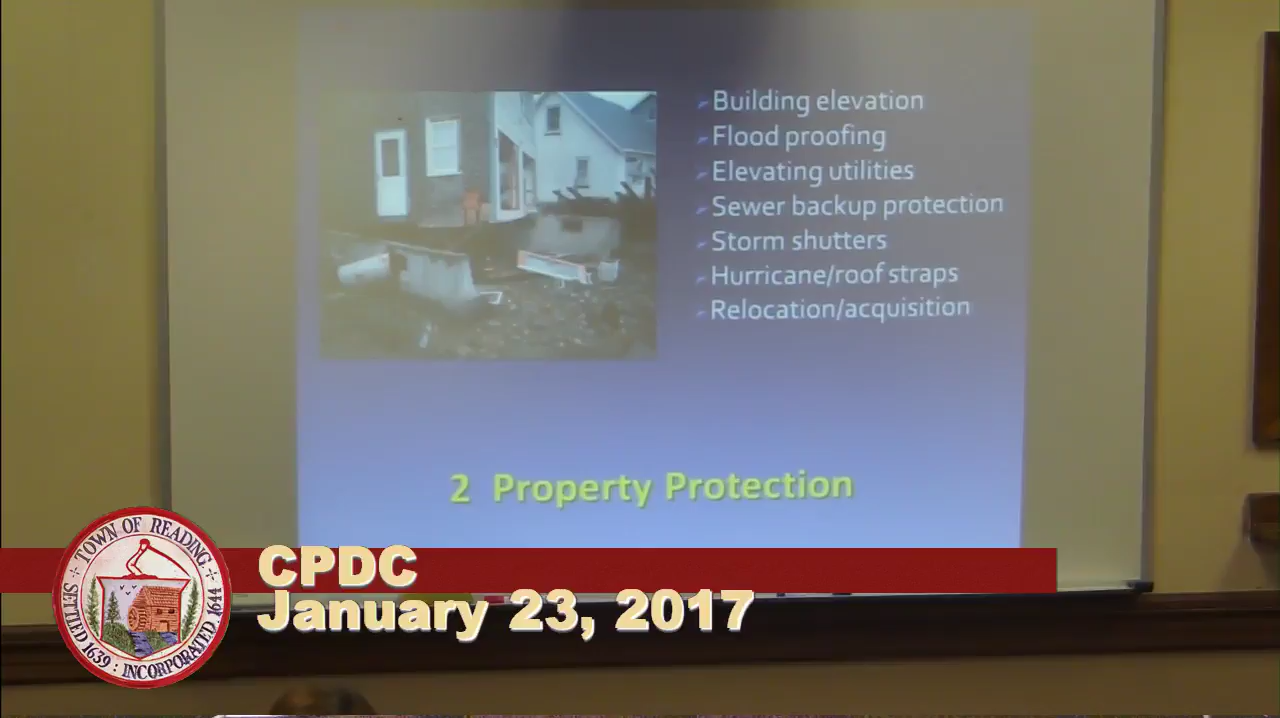 Building elevation
Flood proofing
Elevating utilities
Sewer backup protection
Storm shutters
Hurricane/roof straps
Relocation/acquisition
2 Property Protection
TOWN OF READING
SETTLED 1639 : INCORPORATED 1644
CPDC
January 23, 2017